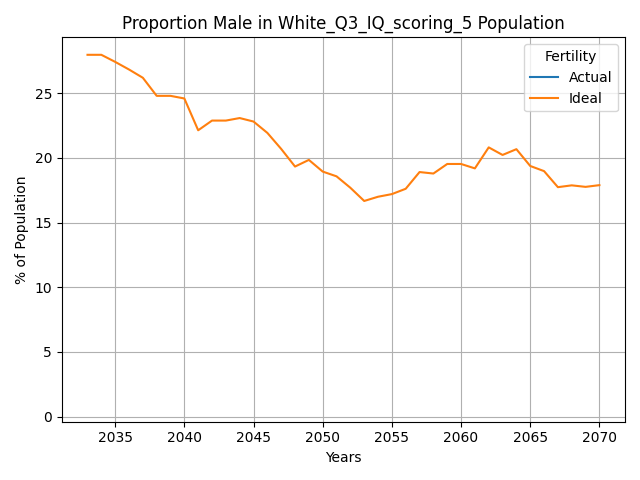 Proportion Male in White_Q3_IQ_scoring_5 Population
Fertility
Actual
Ideal
% of Population
25
20
15
10
5
0
2035 2040 2045 2050 2055 2060 2065 2070
Years